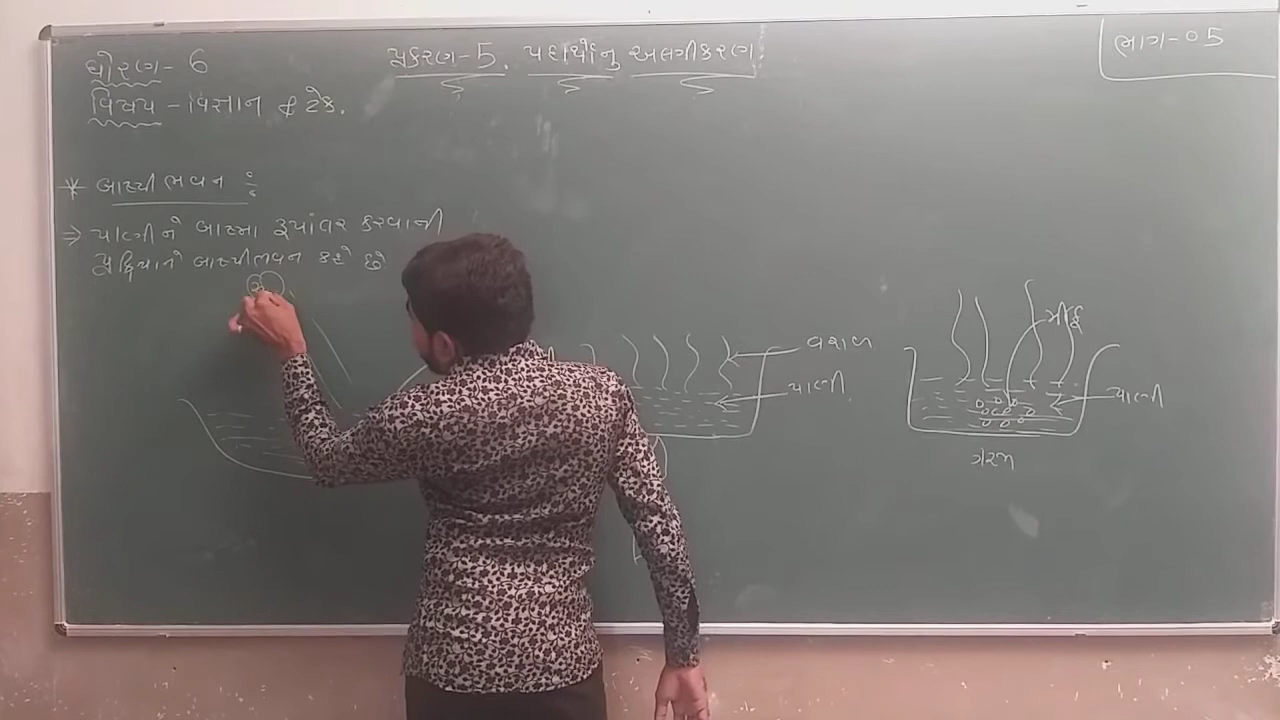 ધોરણ - 6
પ્રકરણ - 5. પદાર્થોનુ અલગીકરણ.
ભાગ - 05
વિષય - વિજ્ઞાન & ટેક.
* બાષ્પીભવન :
⇒ પાણીને બાષ્પમા રૂપાંતર કરવાની
પ્રક્રિયાને બાષ્પીભવન કહે છે.
વરાળ
પાણી
મીઠું
પાણી
ગરમ